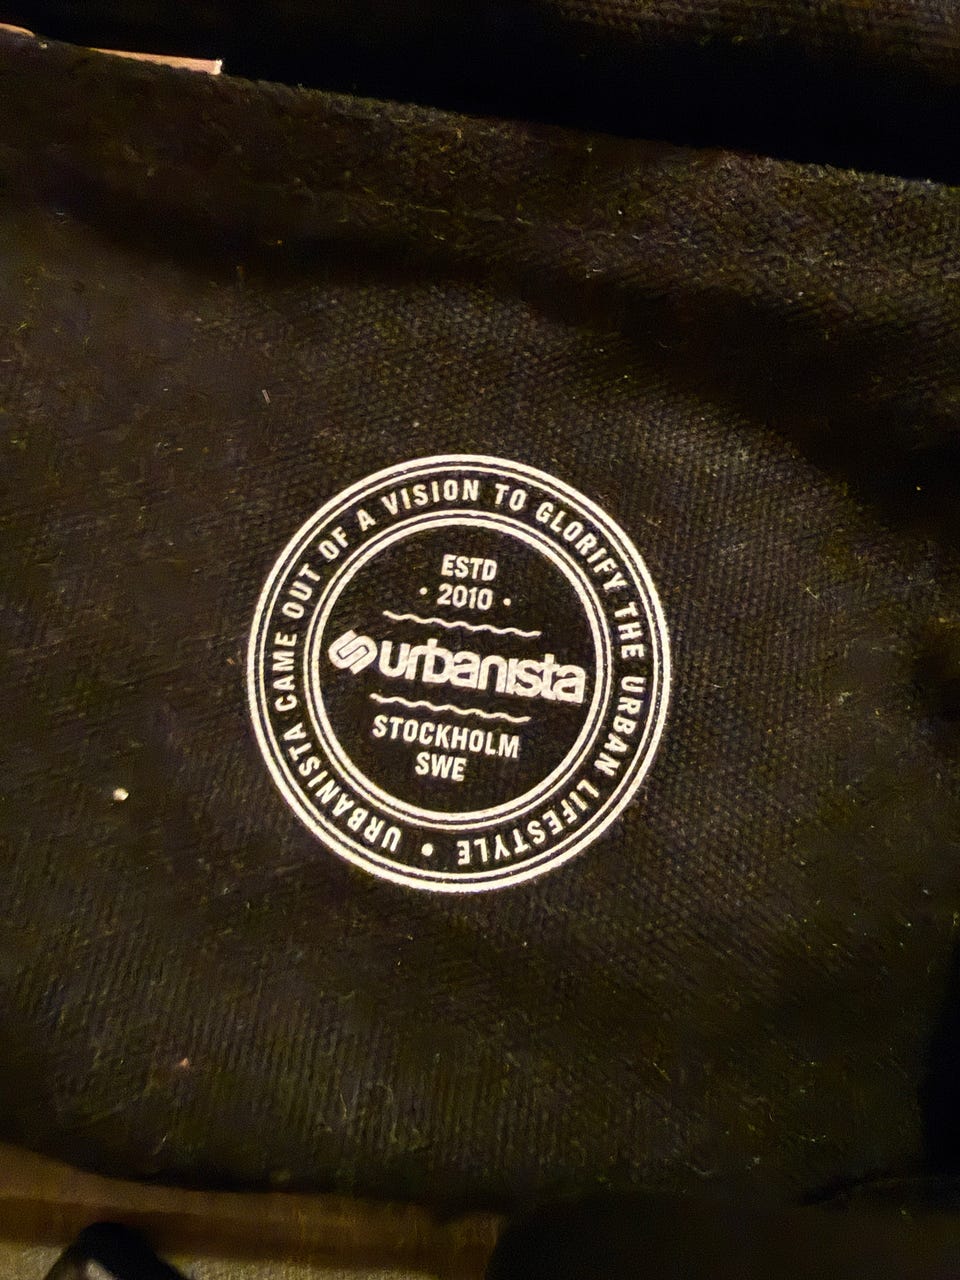 URBANISTA CAME OUT OF A VISION TO GLORIFY THE URBAN LIFESTYLE •
ESTD
· 2010 ·
urbanista
STOCKHOLM
SWE